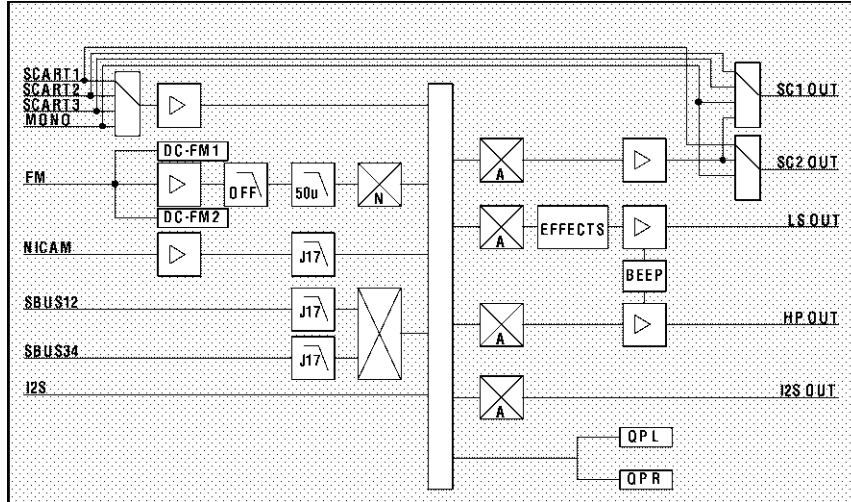 SCART1
SCART2
SCART3
MONO
SC1 OUT
DC-FM1
A
SC2 OUT
FM
OFF
50u
N
DC-FM2
A
EFFECTS
LS OUT
NICAM
J17
BEEP
SBUS12
J17
A
HP OUT
SBUS34
J17
I2S
A
I2S OUT
QPL
QPR